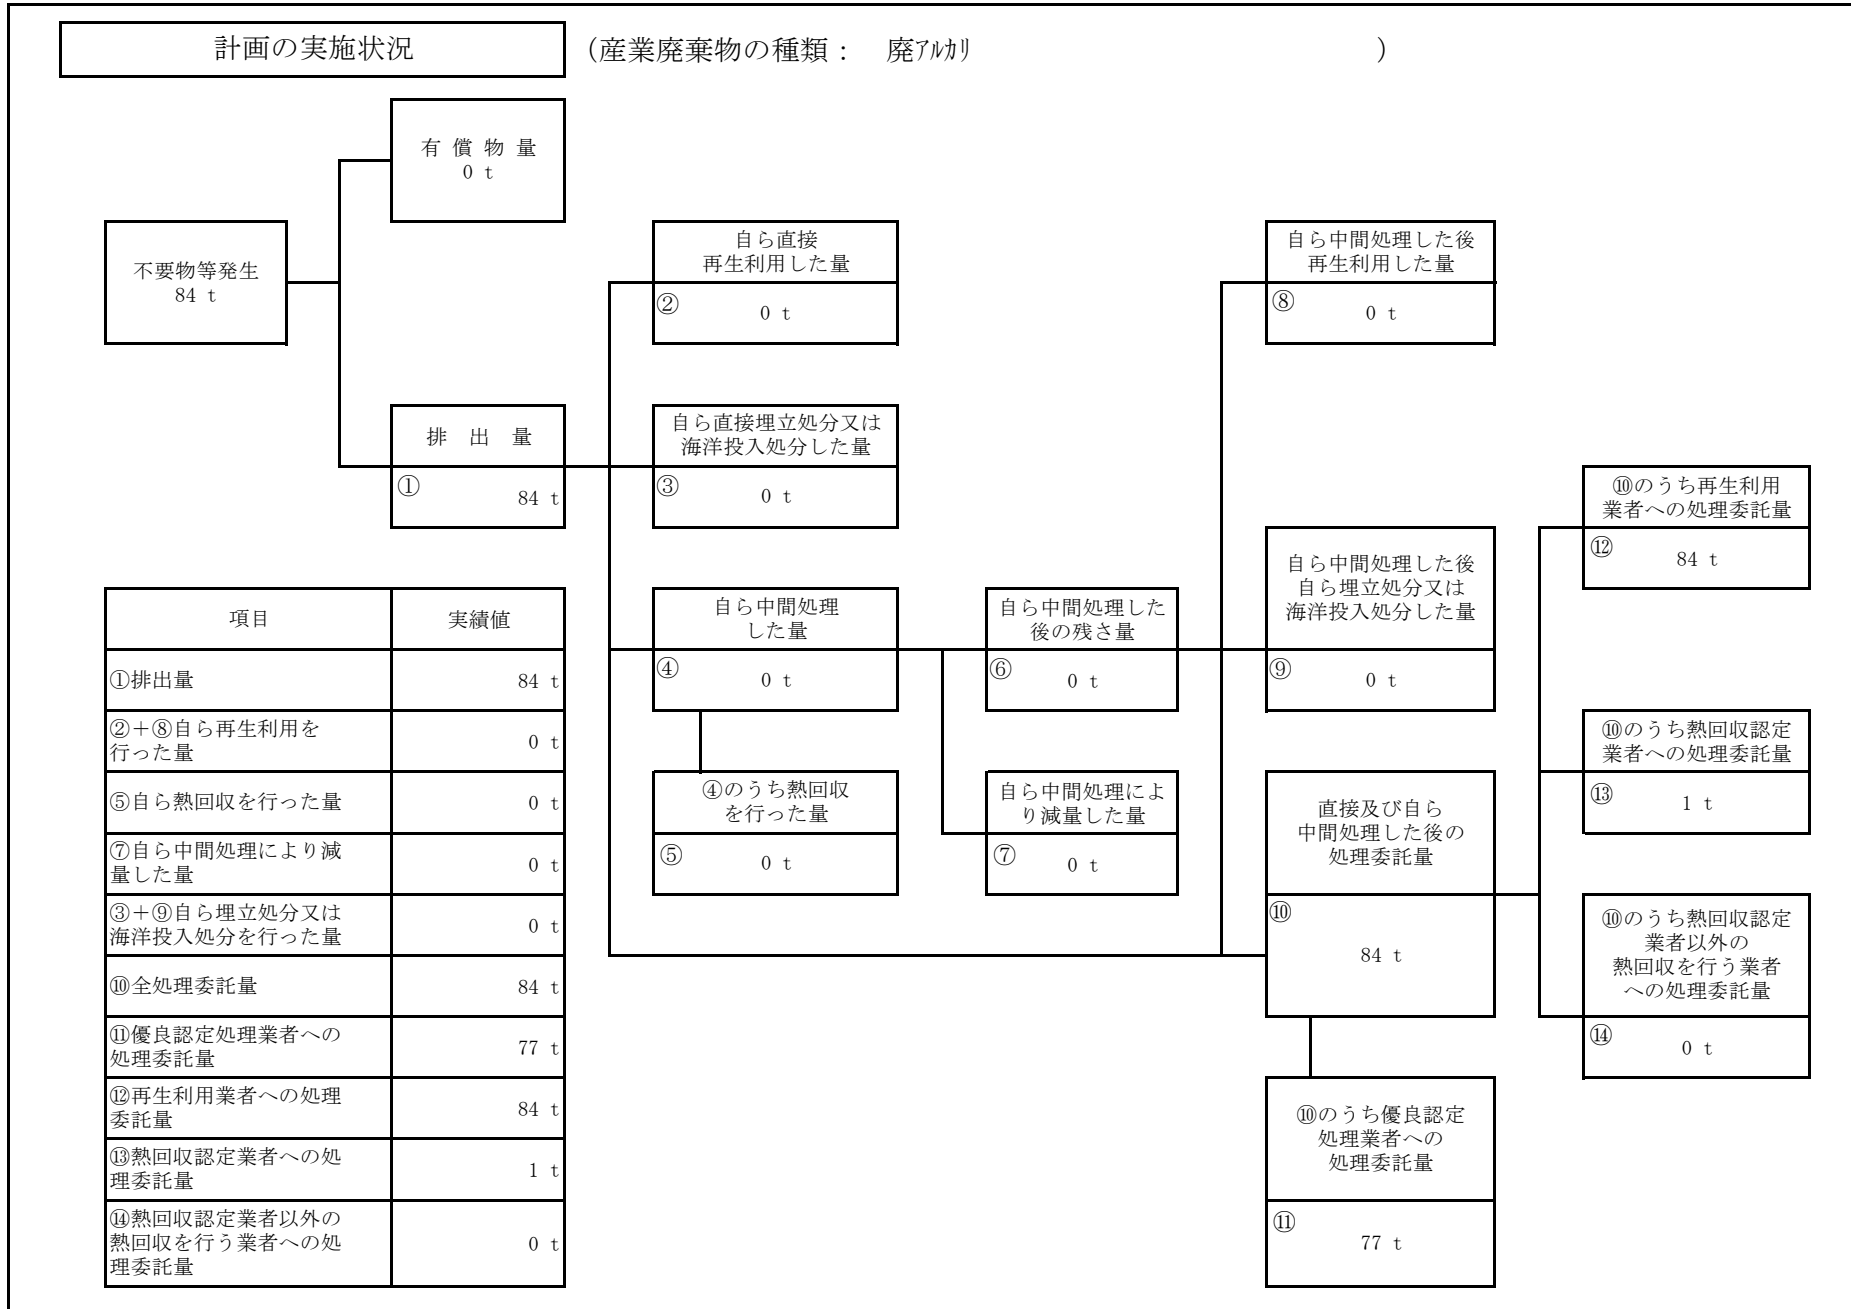 計画の実施状況
(産業廃棄物の種類： 廃ｱﾙｶﾘ )
有 償 物 量
0 t
不要物等発生
84 t
排 出 量
①
84 t
自ら直接
再生利用した量
②
0 t
自ら直接埋立処分又は
海洋投入処分した量
③
0 t
自ら中間処理
した量
④
0 t
④のうち熱回収
を行った量
⑤
0 t
自ら中間処理した
後の残さ量
⑥
0 t
自ら中間処理によ
り減量した量
⑦
0 t
自ら中間処理した後
再生利用した量
⑧
0 t
自ら中間処理した後
自ら埋立処分又は
海洋投入処分した量
⑨
0 t
直接及び自ら
中間処理した後の
処理委託量
⑩
84 t
⑩のうち優良認定
処理業者への
処理委託量
⑪
77 t
⑩のうち再生利用
業者への処理委託量
⑫
84 t
⑩のうち熱回収認定
業者への処理委託量
⑬
1 t
⑩のうち熱回収認定
業者以外の
熱回収を行う業者
への処理委託量
⑭
0 t
項目 実績値
①排出量 84 t
②＋⑧自ら再生利用を
行った量 0 t
⑤自ら熱回収を行った量 0 t
⑦自ら中間処理により減
量した量 0 t
③＋⑨自ら埋立処分又は
海洋投入処分を行った量 0 t
⑩全処理委託量 84 t
⑪優良認定処理業者への
処理委託量 77 t
⑫再生利用業者への処理
委託量 84 t
⑬熱回収認定業者への処
理委託量 1 t
⑭熱回収認定業者以外の
熱回収を行う業者への処
理委託量 0 t